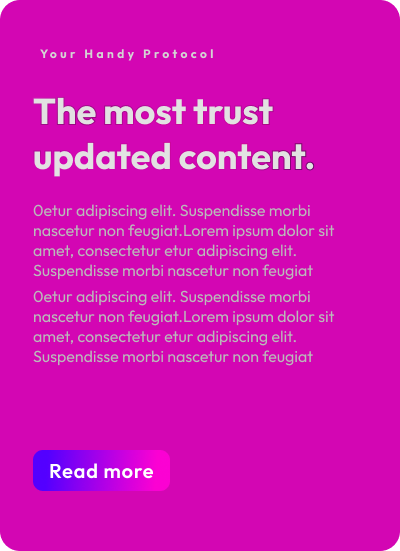 Your Handy Protocol
The most trust
updated content.
0etur adipiscing elit. Suspendisse morbi
nascetur non feugiat.Lorem ipsum dolor sit
amet, consectetur etur adipiscing elit.
Suspendisse morbi nascetur non feugiat
0etur adipiscing elit. Suspendisse morbi
nascetur non feugiat.Lorem ipsum dolor sit
amet, consectetur etur adipiscing elit.
Suspendisse morbi nascetur non feugiat
Read more